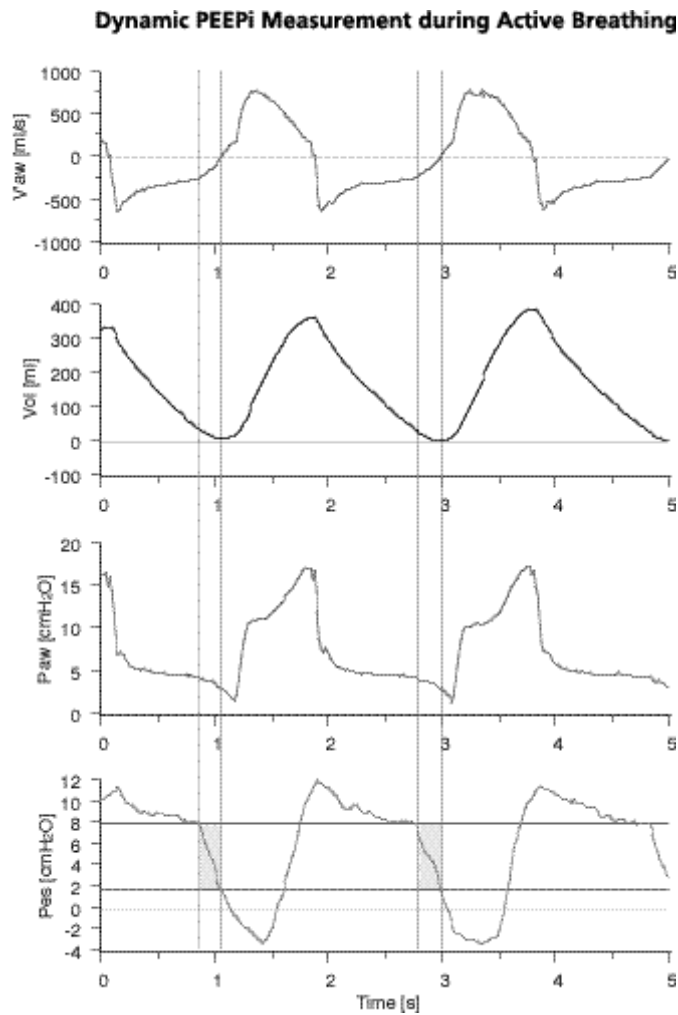 Dynamic PEEPi Measurement during Active Breathing
V'aw [ml/s]
1000
500
0
-500
-1000
0 1 2 3 4 5
Vol [ml]
400
300
200
100
0
-100
0 1 2 3 4 5
Paw [cmH2O]
20
15
10
5
0
0 1 2 3 4 5
Pes [cmH2O]
12
10
8
6
4
2
0
-2
-4
0 1 2 3 4 5
Time [s]